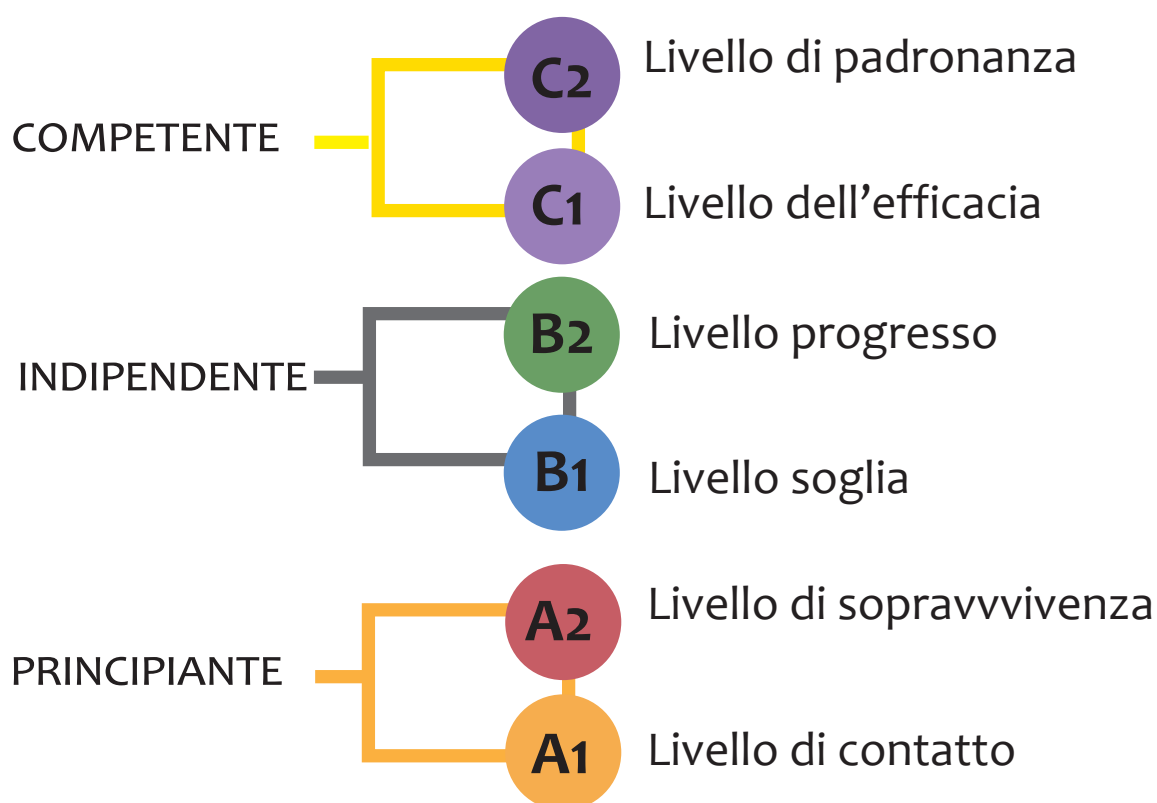 COMPETENTE
C2 Livello di padronanza
C1 Livello dell’efficacia
INDIPENDENTE
B2 Livello progresso
B1 Livello soglia
PRINCIPIANTE
A2 Livello di sopravvvivenza
A1 Livello di contatto